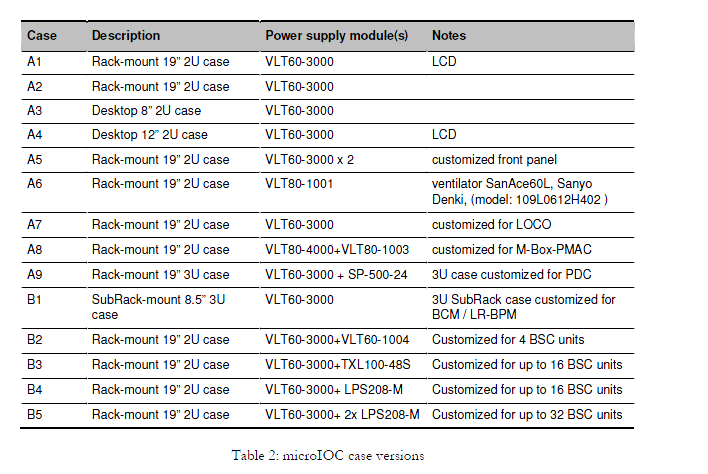 Case Description Power supply module(s) Notes
A1 Rack-mount 19” 2U case VLT60-3000 LCD
A2 Rack-mount 19” 2U case VLT60-3000
A3 Desktop 8” 2U case VLT60-3000
A4 Desktop 12” 2U case VLT60-3000 LCD
A5 Rack-mount 19” 2U case VLT60-3000 x 2 customized front panel
A6 Rack-mount 19” 2U case VLT80-1001 ventilator SanAce60L, Sanyo
Denki, (model: 109L0612H402 )
A7 Rack-mount 19” 2U case VLT60-3000 customized for LOCO
A8 Rack-mount 19” 2U case VLT80-4000+VLT80-1003 customized for M-Box-PMAC
A9 Rack-mount 19” 3U case VLT60-3000 + SP-500-24 3U case customized for PDC
B1 SubRack-mount 8.5” 3U VLT60-3000 3U SubRack case customized for
case BCM / LR-BPM
B2 Rack-mount 19” 2U case VLT60-3000+VLT60-1004 Customized for 4 BSC units
B3 Rack-mount 19” 2U case VLT60-3000+TXL100-48S Customized for up to 16 BSC units
B4 Rack-mount 19” 2U case VLT60-3000+ LPS208-M Customized for up to 16 BSC units
B5 Rack-mount 19” 2U case VLT60-3000+ 2x LPS208-M Customized for up to 32 BSC units
Table 2: microIOC case versions